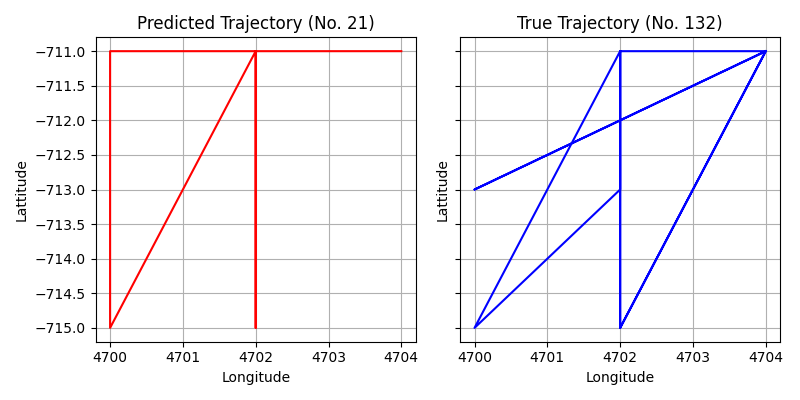 Predicted Trajectory (No. 21)
True Trajectory (No. 132)
Lattitude
−711.0
−711.5
−712.0
−712.5
−713.0
−713.5
−714.0
−714.5
−715.0
4700 4701 4702 4703 4704
Longitude
Lattitude
4700 4701 4702 4703 4704
Longitude